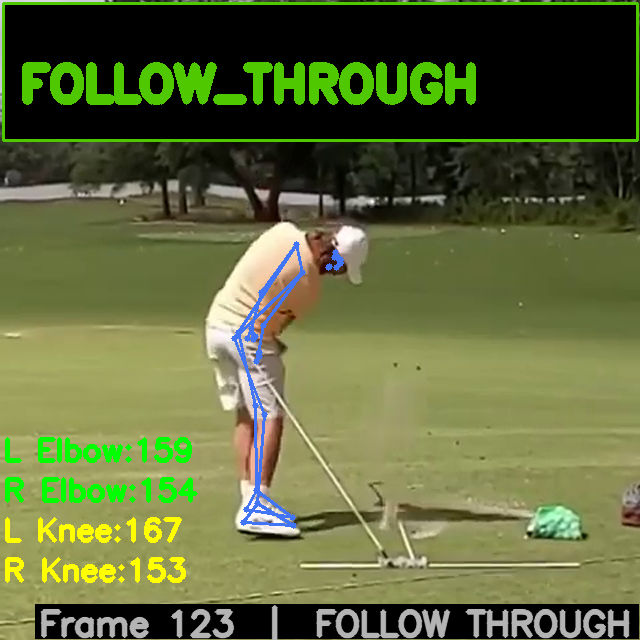 FOLLOW_THROUGH
L Elbow:159
R Elbow:154
L Knee:167
R Knee:153
Frame 123 | FOLLOW THROUGH